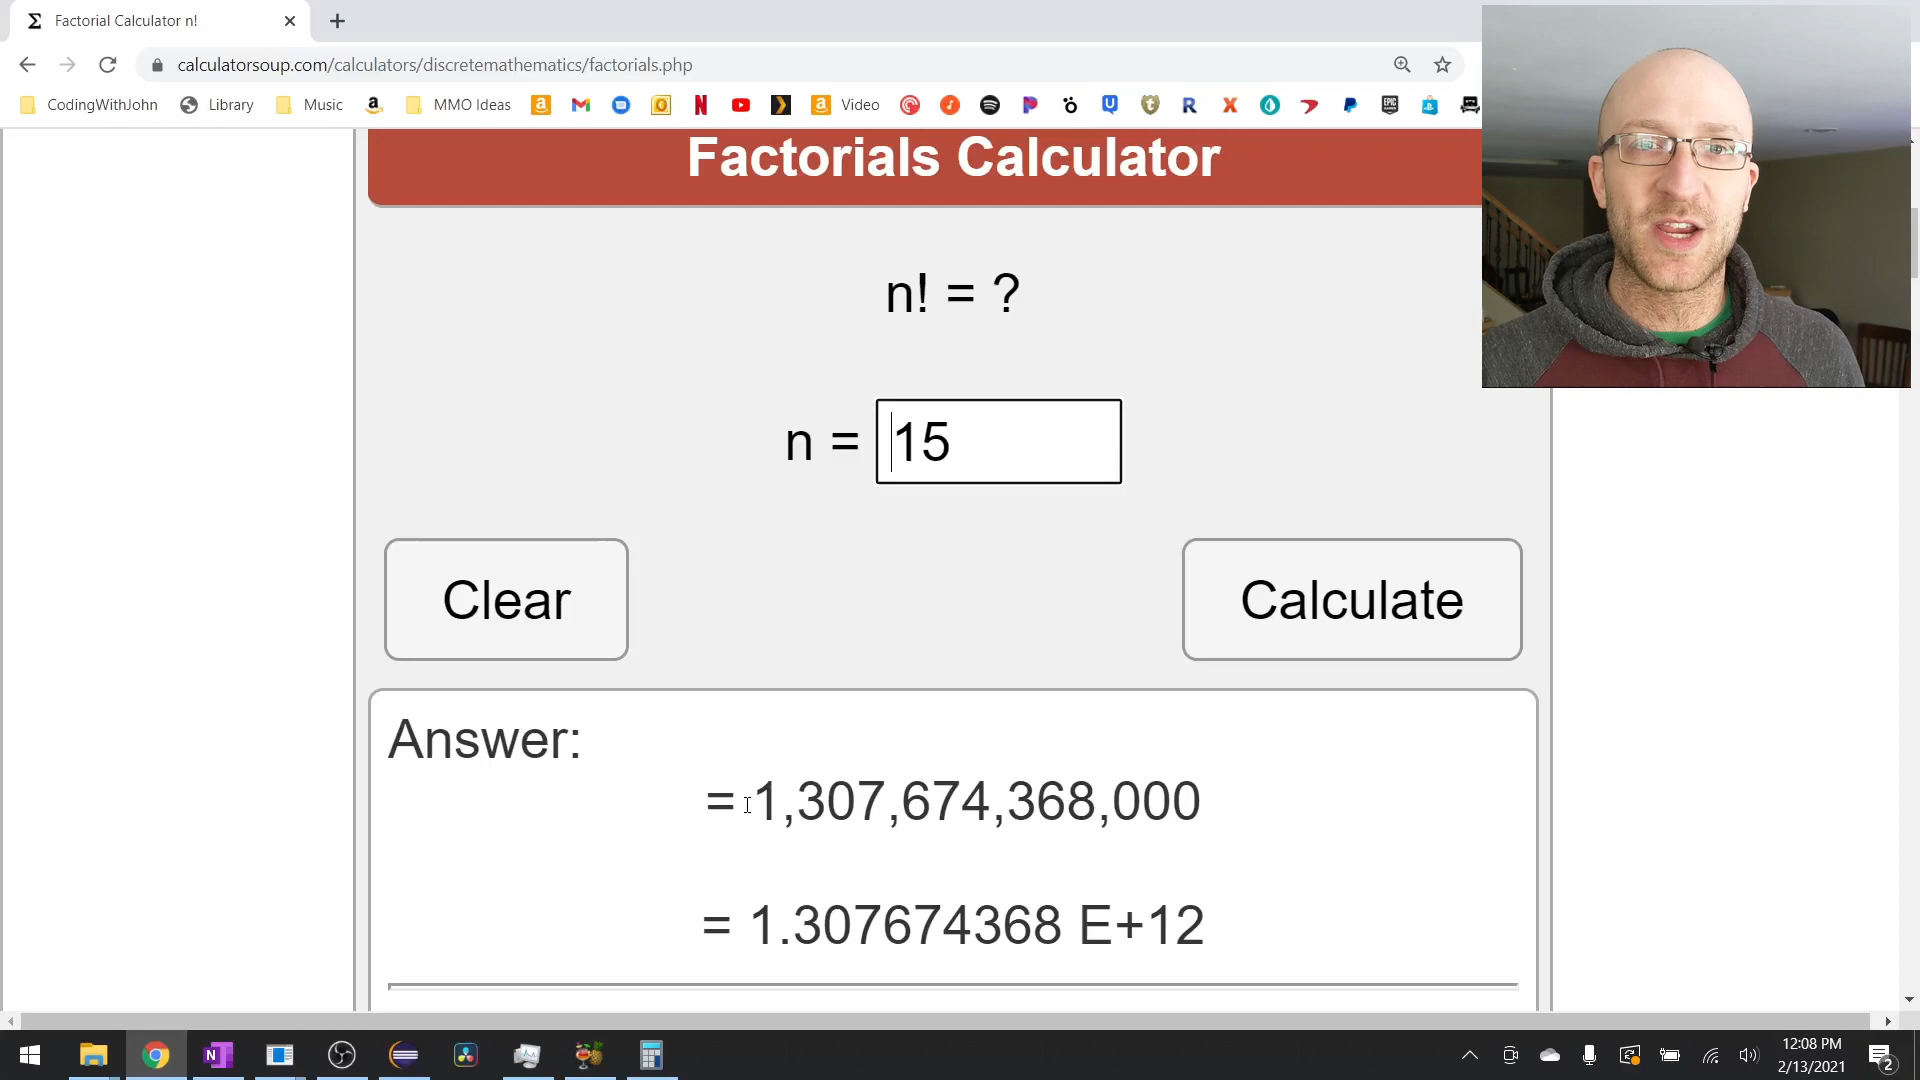 Factorial Calculator n!
calculatorsoup.com/calculators/discretemathematics/factorials.php
CodingWithJohn Library Music MMO Ideas Video
Factorials Calculator
n! = ?
n = 15
Clear Calculate
Answer:
= 1,307,674,368,000
= 1.307674368 E+12
12:08 PM
2/13/2021
2